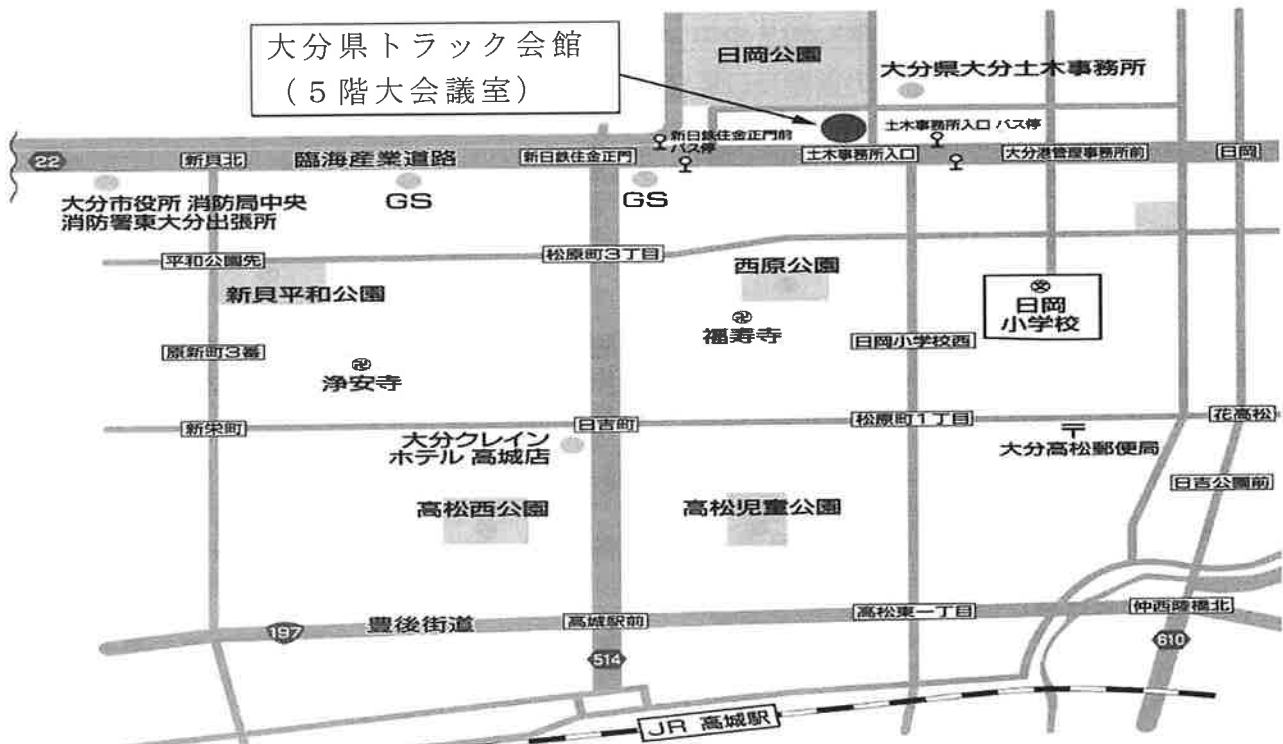 大分県トラック会館
（５階大会議室）
日岡公園
大分県大分土木事務所
新日鉄住金正門前
バス停
土木事務所入口 バス停
22
新貝北
臨海産業道路
新日鉄住金正門
土木事務所入口
大分港管理事務所前
日岡
大分市役所 消防局中央
消防署東大分出張所
GS
GS
平和公園先
松原町3丁目
西原公園
新貝平和公園
日岡
小学校
原新町3番
浄安寺
福寿寺
日岡小学校西
新栄町
日吉町
松原町1丁目
花高松
大分クレイン
ホテル 高城店
大分高松郵便局
日吉公園前
高松西公園
高松児童公園
197
豊後街道
高城駅前
高松東一丁目
仲西陸橋北
514
610
JR 高城駅